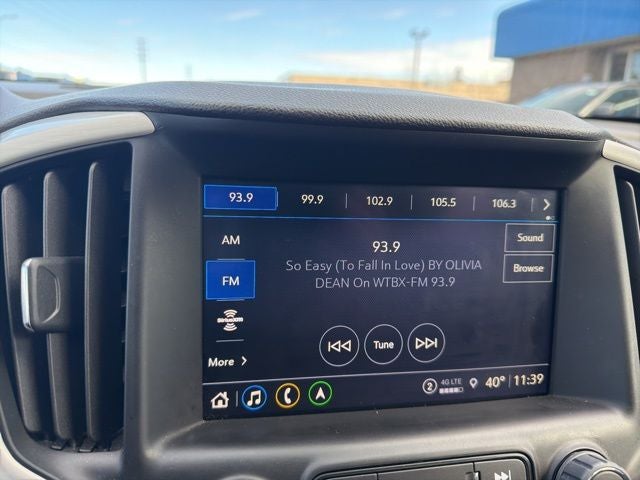 93.9 99.9 102.9 105.5 106.3
AM
93.9
Sound
So Easy (To Fall In Love) BY OLIVIA
DEAN On WTBX-FM 93.9
Browse
FM
SiriusXM
Tune
More
2 4G LTE 40° 11:39